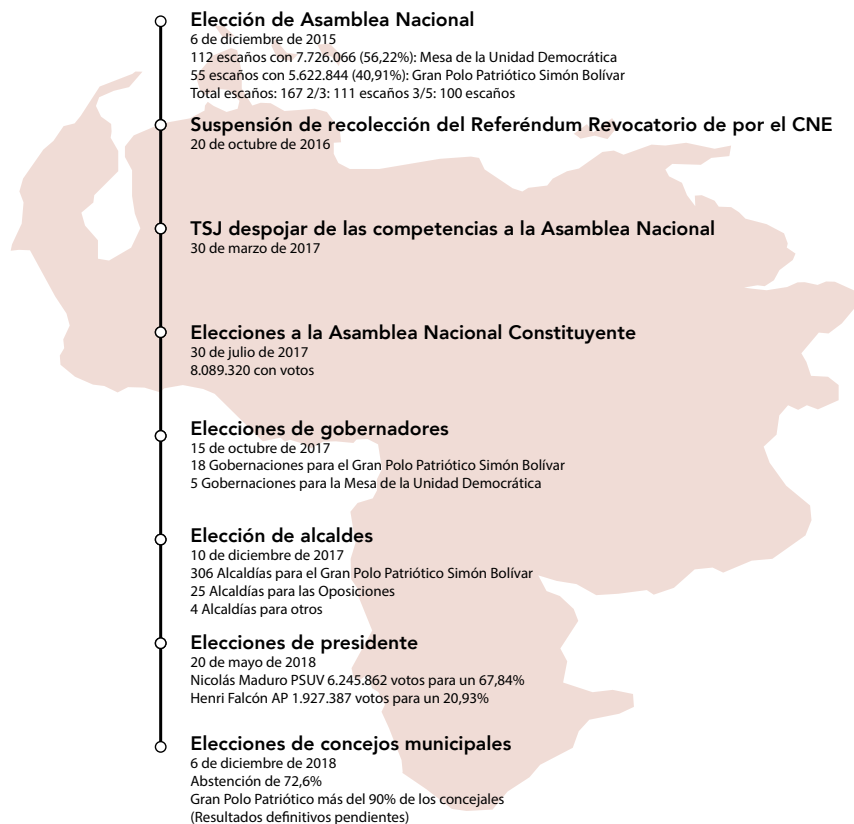 Elección de Asamblea Nacional
6 de diciembre de 2015
112 escaños con 7.726.066 (56,22%): Mesa de la Unidad Democrática
55 escaños con 5.622.844 (40,91%): Gran Polo Patriótico Simón Bolívar
Total escaños: 167 2/3: 111 escaños 3/5: 100 escaños
Suspensión de recolección del Referéndum Revocatorio de por el CNE
20 de octubre de 2016
TSJ despojar de las competencias a la Asamblea Nacional
30 de marzo de 2017
Elecciones a la Asamblea Nacional Constituyente
30 de julio de 2017
8.089.320 con votos
Elecciones de gobernadores
15 de octubre de 2017
18 Gobernaciones para el Gran Polo Patriótico Simón Bolívar
5 Gobernaciones para la Mesa de la Unidad Democrática
Elección de alcaldes
10 de diciembre de 2017
306 Alcaldías para el Gran Polo Patriótico Simón Bolívar
25 Alcaldías para las Oposiciones
4 Alcaldías para otros
Elecciones de presidente
20 de mayo de 2018
Nicolás Maduro PSUV 6.245.862 votos para un 67,84%
Henri Falcón AP 1.927.387 votos para un 20,93%
Elecciones de concejos municipales
6 de diciembre de 2018
Abstención de 72,6%
Gran Polo Patriótico más del 90% de los concejales
(Resultados definitivos pendientes)